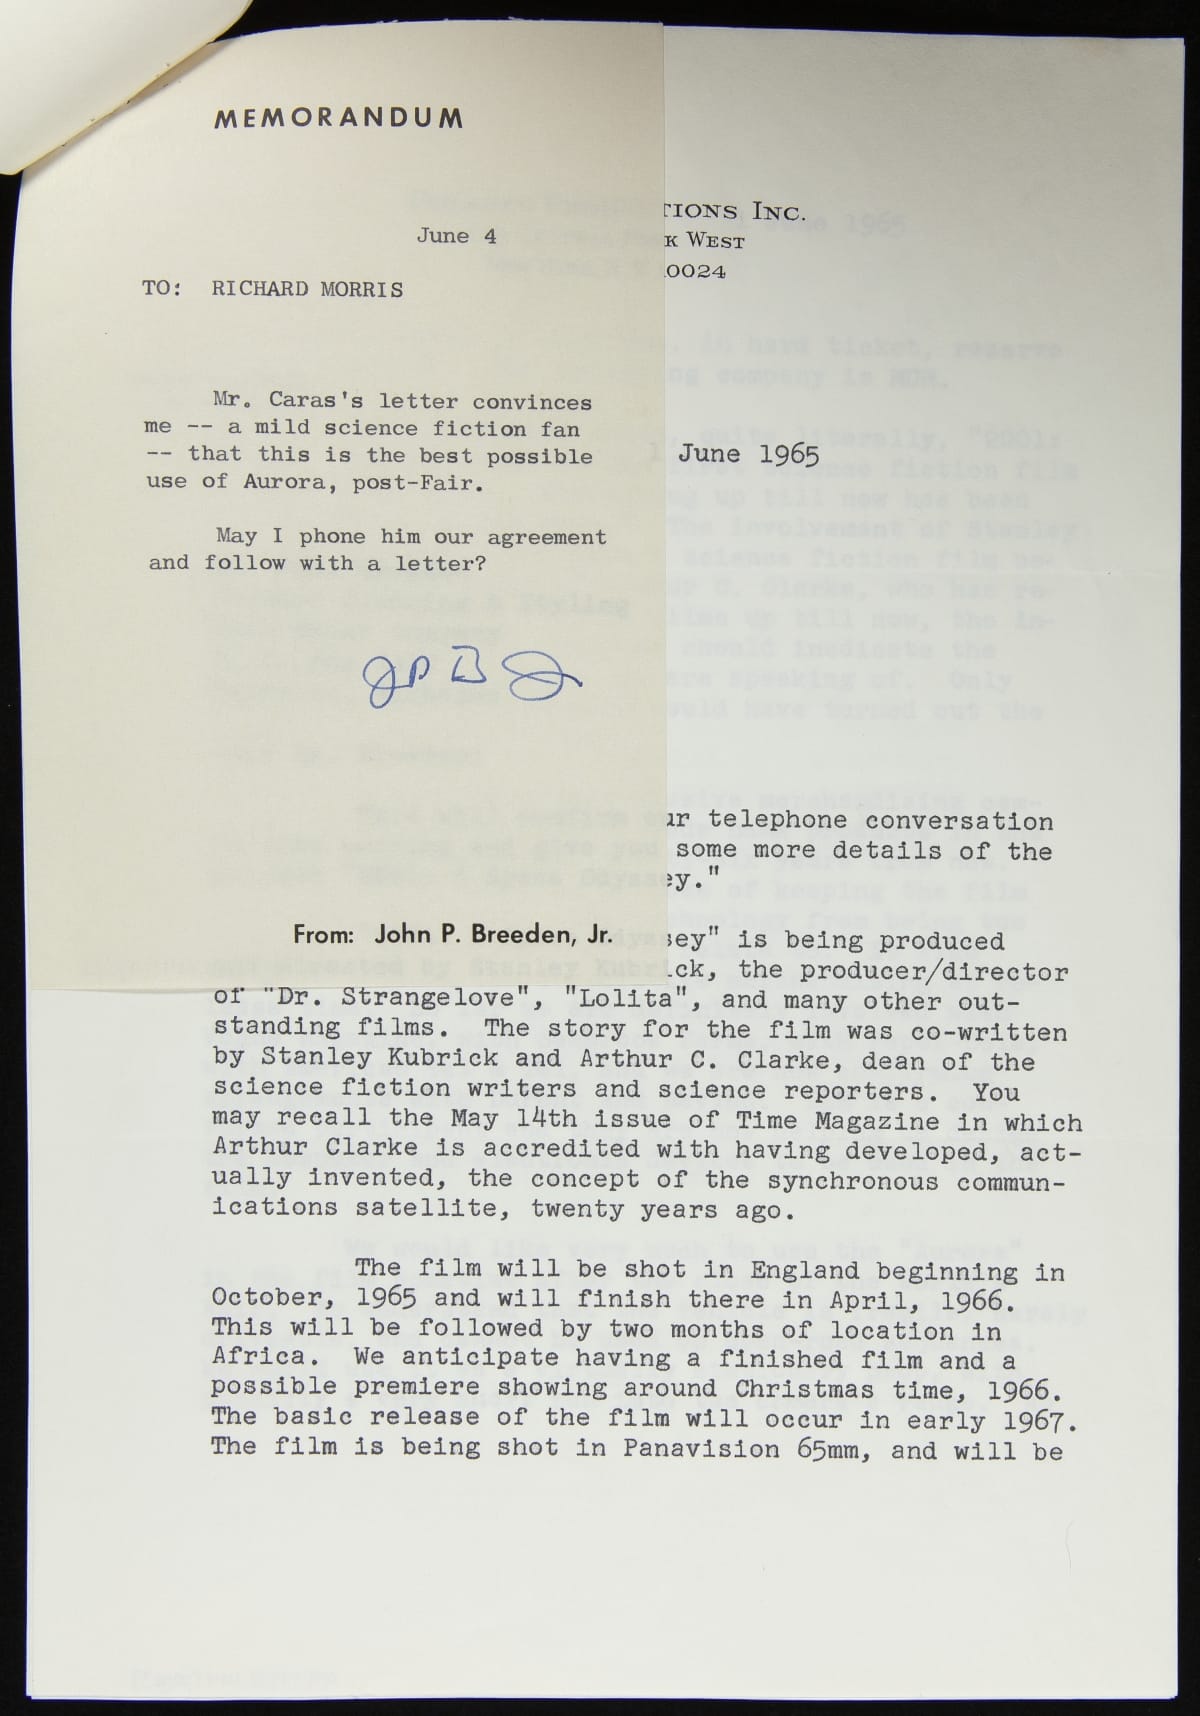 MEMORANDUM
June 4
TO: RICHARD MORRIS
Mr. Caras's letter convinces
me -- a mild science fiction fan
-- that this is the best possible
use of Aurora, post-Fair.
May I phone him our agreement
and follow with a letter?
JPB Jr
From: John P. Breeden, Jr.
TIONS INC.
K WEST
0024
1 June 1965
ur telephone conversation
some more details of the
ey."
sey" is being produced
ick, the producer/director
of "Dr. Strangelove", "Lolita", and many other out-
standing films. The story for the film was co-written
by Stanley Kubrick and Arthur C. Clarke, dean of the
science fiction writers and science reporters. You
may recall the May 14th issue of Time Magazine in which
Arthur Clarke is accredited with having developed, act-
ually invented, the concept of the synchronous commun-
ications satellite, twenty years ago.
The film will be shot in England beginning in
October, 1965 and will finish there in April, 1966.
This will be followed by two months of location in
Africa. We anticipate having a finished film and a
possible premiere showing around Christmas time, 1966.
The basic release of the film will occur in early 1967.
The film is being shot in Panavision 65mm, and will be